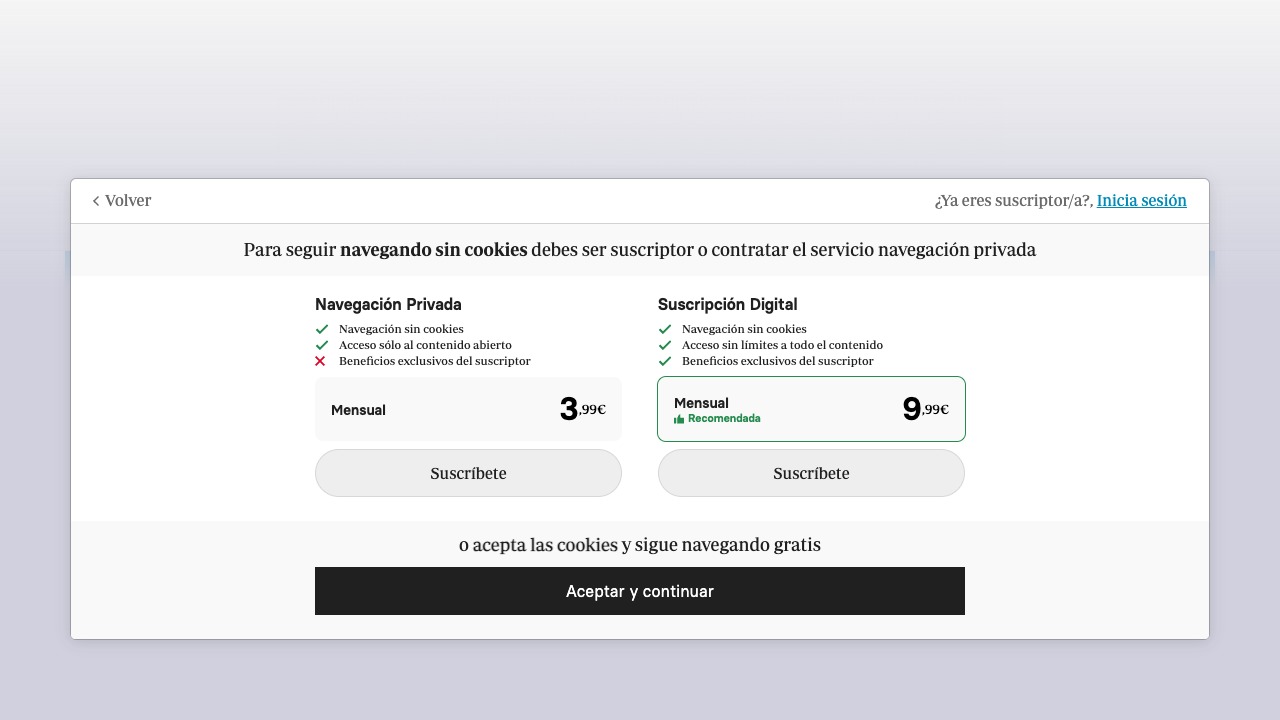 Volver
¿Ya eres suscriptor/a?, Inicia sesión
Para seguir navegando sin cookies debes ser suscriptor o contratar el servicio navegación privada
Navegación Privada
Navegación sin cookies
Acceso sólo al contenido abierto
Beneficios exclusivos del suscriptor
Mensual
3,99€
Suscríbete
Suscripción Digital
Navegación sin cookies
Acceso sin límites a todo el contenido
Beneficios exclusivos del suscriptor
Mensual
Recomendada
9,99€
Suscríbete
o acepta las cookies y sigue navegando gratis
Aceptar y continuar